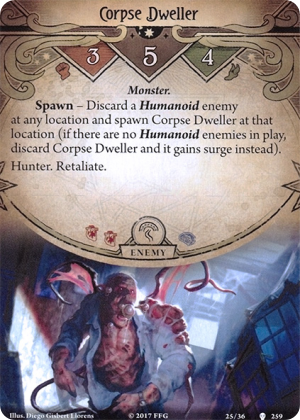 Corpse Dweller
3 5 4
Monster.
Spawn – Discard a Humanoid enemy
at any location and spawn Corpse Dweller at that
location (if there are no Humanoid enemies in play,
discard Corpse Dweller and it gains surge instead).
Hunter. Retaliate.
ENEMY
Illus. Diego Gisbert Llorens © 2017 FFG 25/36 259